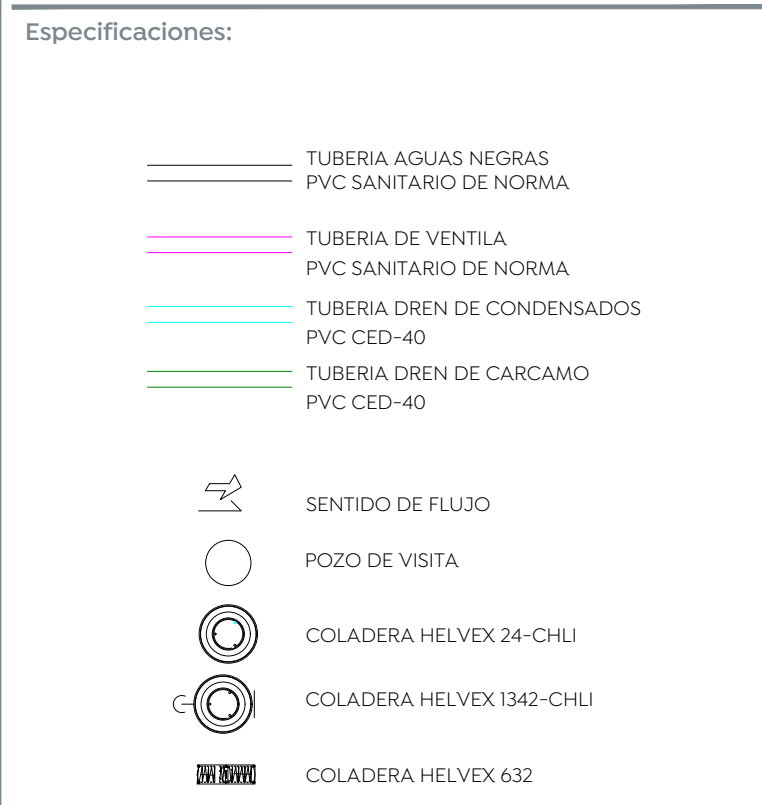 Especificaciones:
TUBERIA AGUAS NEGRAS
PVC SANITARIO DE NORMA
TUBERIA DE VENTILA
PVC SANITARIO DE NORMA
TUBERIA DREN DE CONDENSADOS
PVC CED-40
TUBERIA DREN DE CARCAMO
PVC CED-40
SENTIDO DE FLUJO
POZO DE VISITA
COLADERA HELVEX 24-CHLI
COLADERA HELVEX 1342-CHLI
COLADERA HELVEX 632